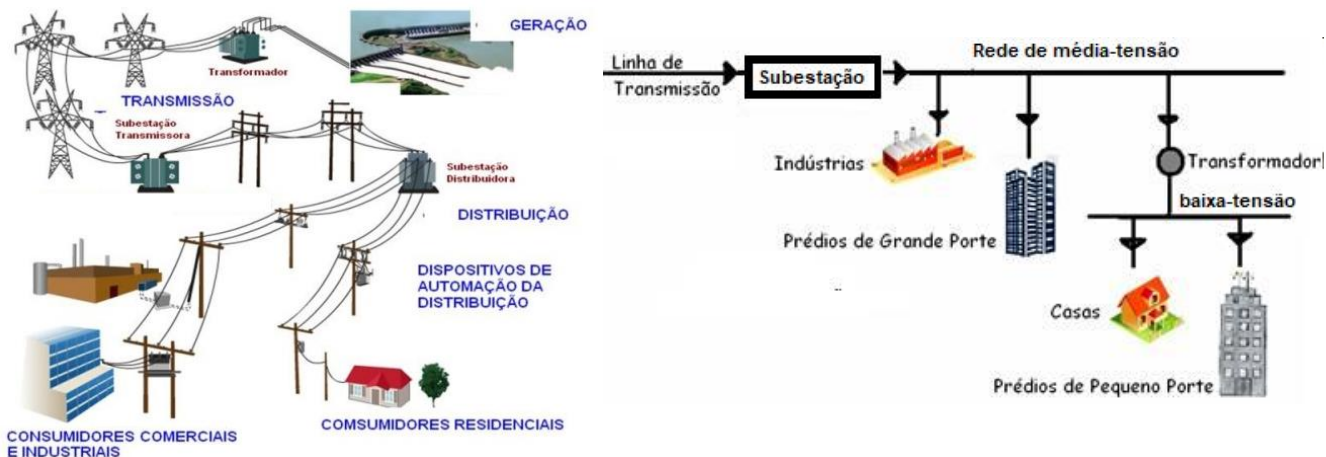 GERAÇÃO
Transformador
TRANSMISSÃO
Subestação
Transmissora
Subestação
Distribuidora
DISTRIBUIÇÃO
DISPOSITIVOS DE
AUTOMAÇÃO DA
DISTRIBUIÇÃO
COMSUMIDORES RESIDENCIAIS
CONSUMIDORES COMERCIAIS
E INDUSTRIAIS
Linha de
Transmissão
Subestação
Rede de média-tensão
Indústrias
Prédios de Grande Porte
Transformador
baixa-tensão
Casas
Prédios de Pequeno Porte